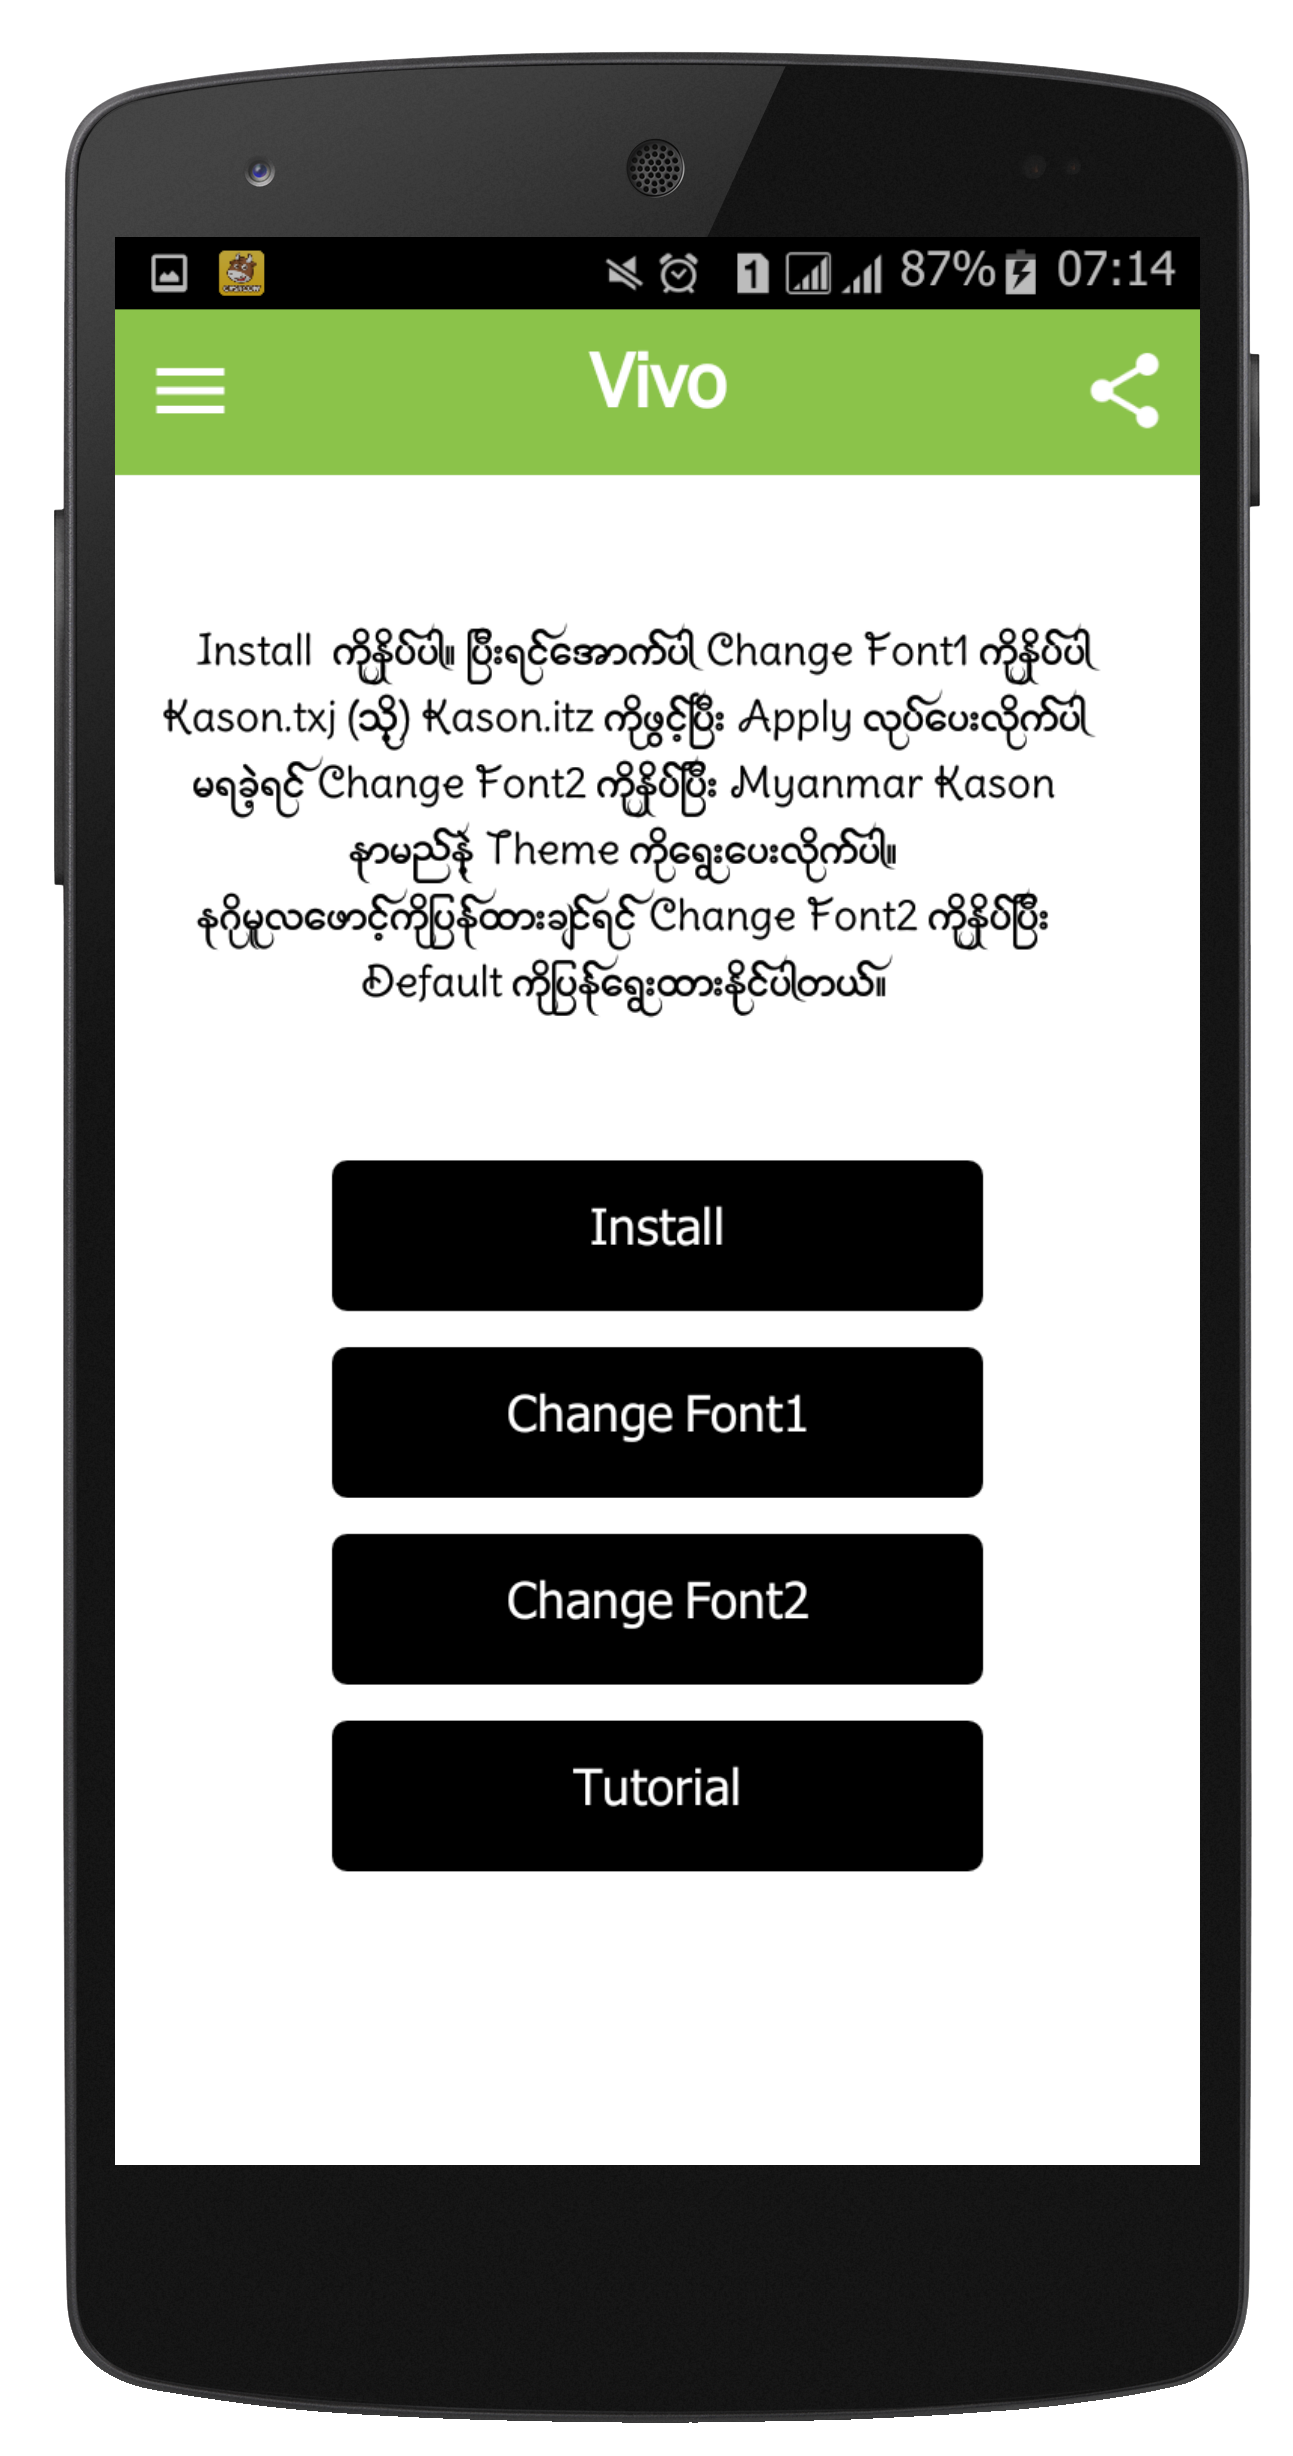 87% 07:14
Vivo
Install ကိုနှိပ်ပါ။ ပြီးရင်အောက်ပါ Change Font1 ကိုနှိပ်ပါ
Kason.txj (သို့) Kason.itz ကိုဖွင့်ပြီး Apply လုပ်ပေးလိုက်ပါ
မရခဲ့ရင် Change Font2 ကိုနှိပ်ပြီး Myanmar Kason
နာမည်နဲ့ Theme ကိုရွေးပေးလိုက်ပါ။
နဂိုမူလဖောင့်ကိုပြန်ထားချင်ရင် Change Font2 ကိုနှိပ်ပြီး
Default ကိုပြန်ရွေးထားနိုင်ပါတယ်။
Install
Change Font1
Change Font2
Tutorial